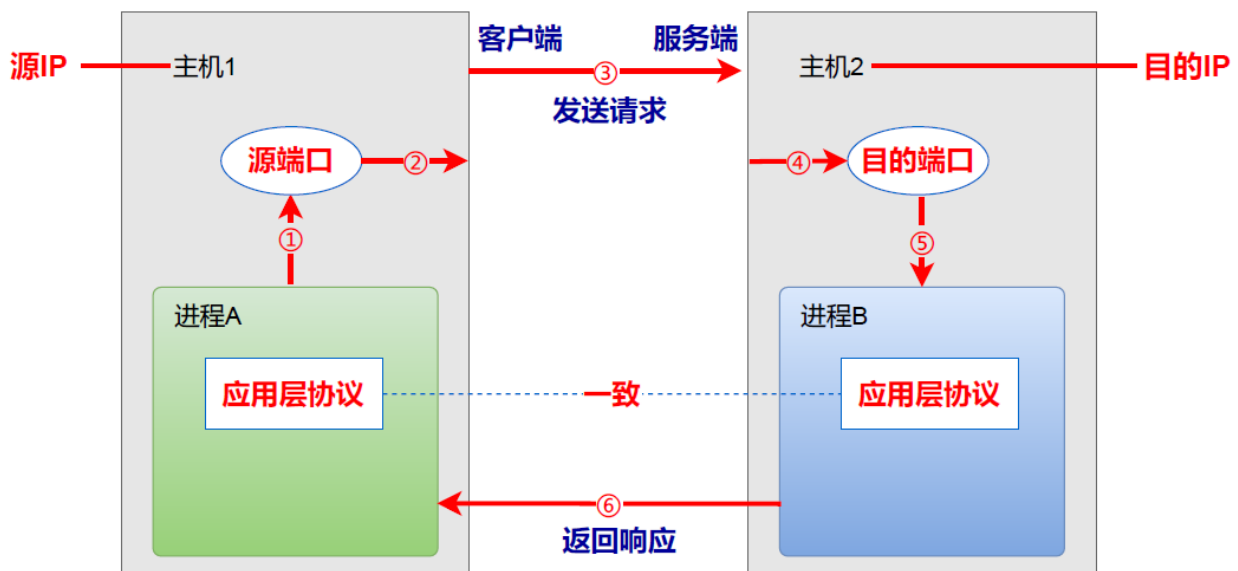 客户端 服务端
源IP 主机1 ③ 主机2 目的IP
发送请求
源端口 ② ④ 目的端口
① ⑤
进程A 进程B
应用层协议 一致 应用层协议
⑥
返回响应